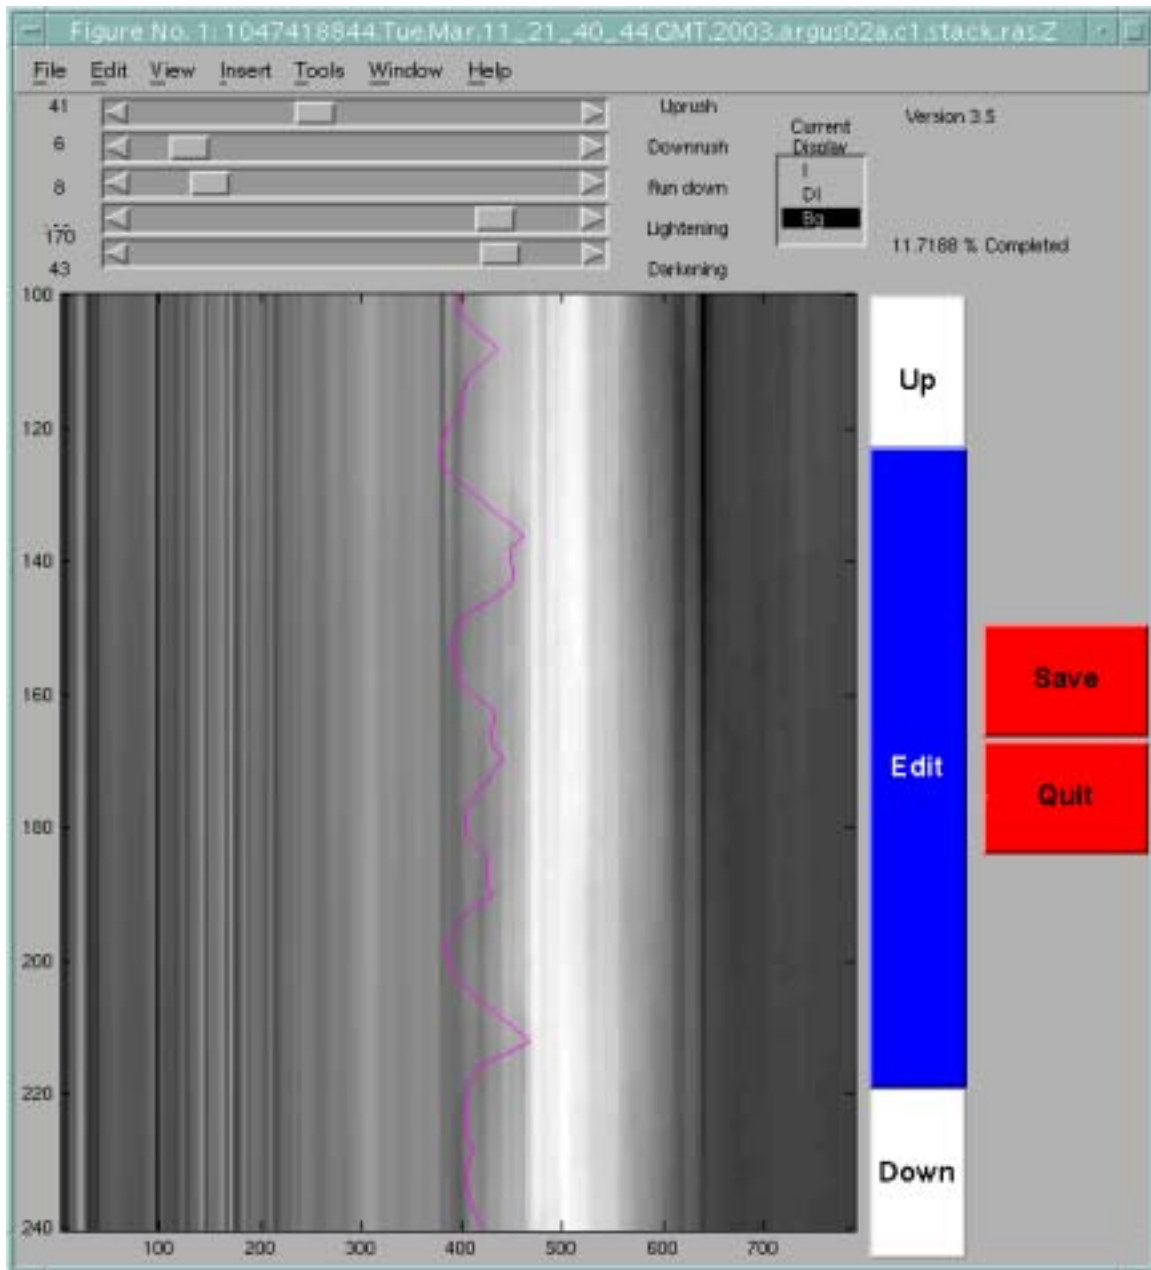 Figure No. 1: 1047418844.Tue.Mar.11_21_40_44.GMT.2003.argus02a.c1.stack.ras.Z
File Edit View Insert Tools Window Help
41 Uprush
6 Downrush
8 Run down
170 Lightening
43 Darkening
Current
Display
I
DI
Bg
Version 3.5
11.7188 % Completed
100
120
140
160
180
200
220
240
100 200 300 400 500 600 700
Up
Edit
Down
Save
Quit